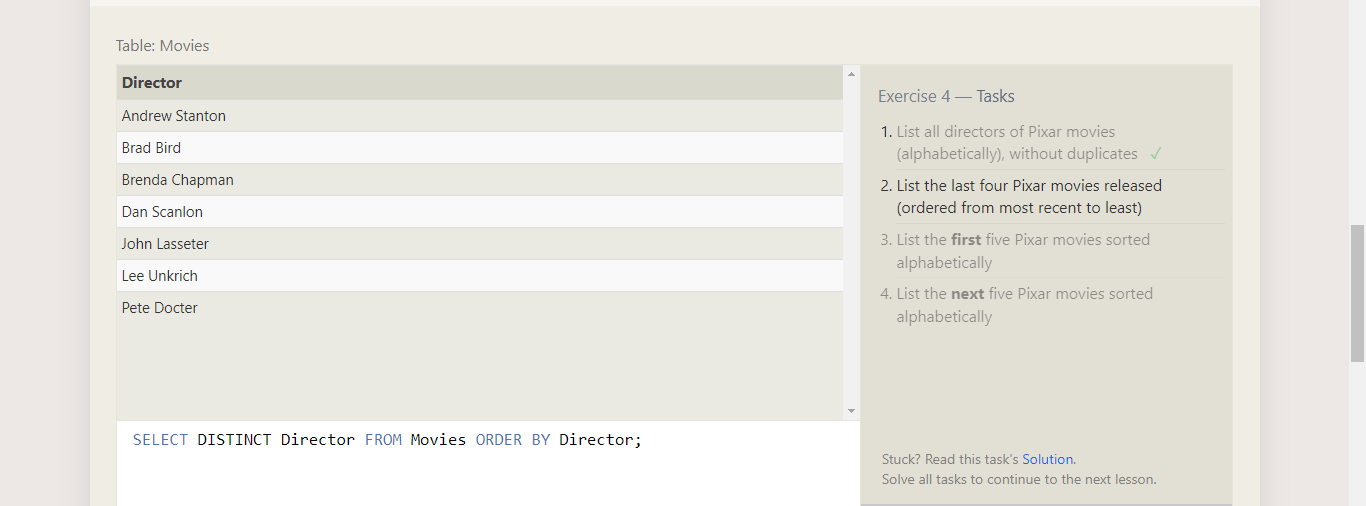 Table: Movies
Director
Andrew Stanton
Brad Bird
Brenda Chapman
Dan Scanlon
John Lasseter
Lee Unkrich
Pete Docter
SELECT DISTINCT Director FROM Movies ORDER BY Director;
Exercise 4 — Tasks
1. List all directors of Pixar movies
(alphabetically), without duplicates ✓
2. List the last four Pixar movies released
(ordered from most recent to least)
3. List the first five Pixar movies sorted
alphabetically
4. List the next five Pixar movies sorted
alphabetically
Stuck? Read this task's Solution.
Solve all tasks to continue to the next lesson.